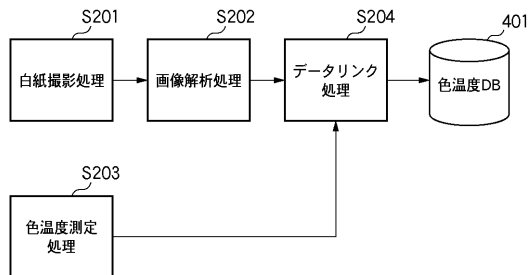 S201
S202
S204
401
白紙撮影処理
画像解析処理
データリンク
処理
色温度DB
S203
色温度測定
処理